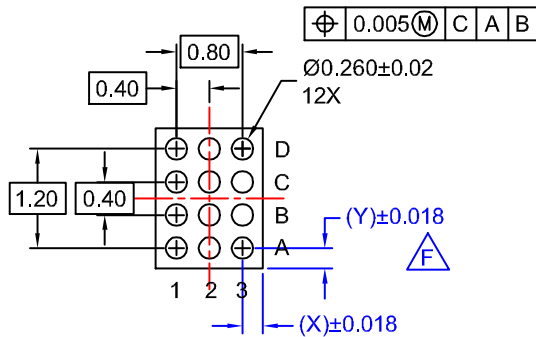 0.80
⌖ 0.005Ⓜ C A B
Ø0.260±0.02
12X
0.40
D
C
B
A
1.20
0.40
(Y)±0.018
F
1 2 3
(X)±0.018